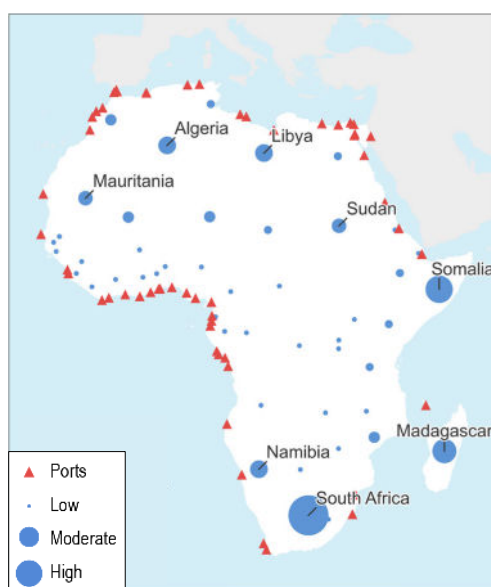 Algeria
Libya
Mauritania
Sudan
Somalia
Madagascar
Namibia
South Africa
Ports
Low
Moderate
High